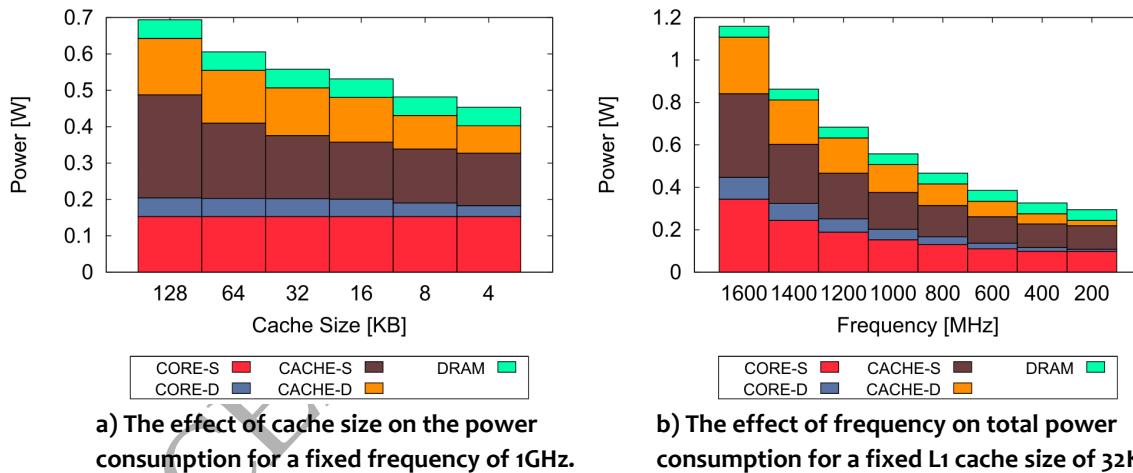 0.7
0.6
0.5
0.4
0.3
0.2
0.1
0
Power [W]
128 64 32 16 8 4
Cache Size [KB]
CORE-S CACHE-S DRAM
CORE-D CACHE-D
a) The effect of cache size on the power
consumption for a fixed frequency of 1GHz.
1.2
1
0.8
0.6
0.4
0.2
0
Power [W]
1600 1400 1200 1000 800 600 400 200
Frequency [MHz]
CORE-S CACHE-S DRAM
CORE-D CACHE-D
b) The effect of frequency on total power
consumption for a fixed L1 cache size of